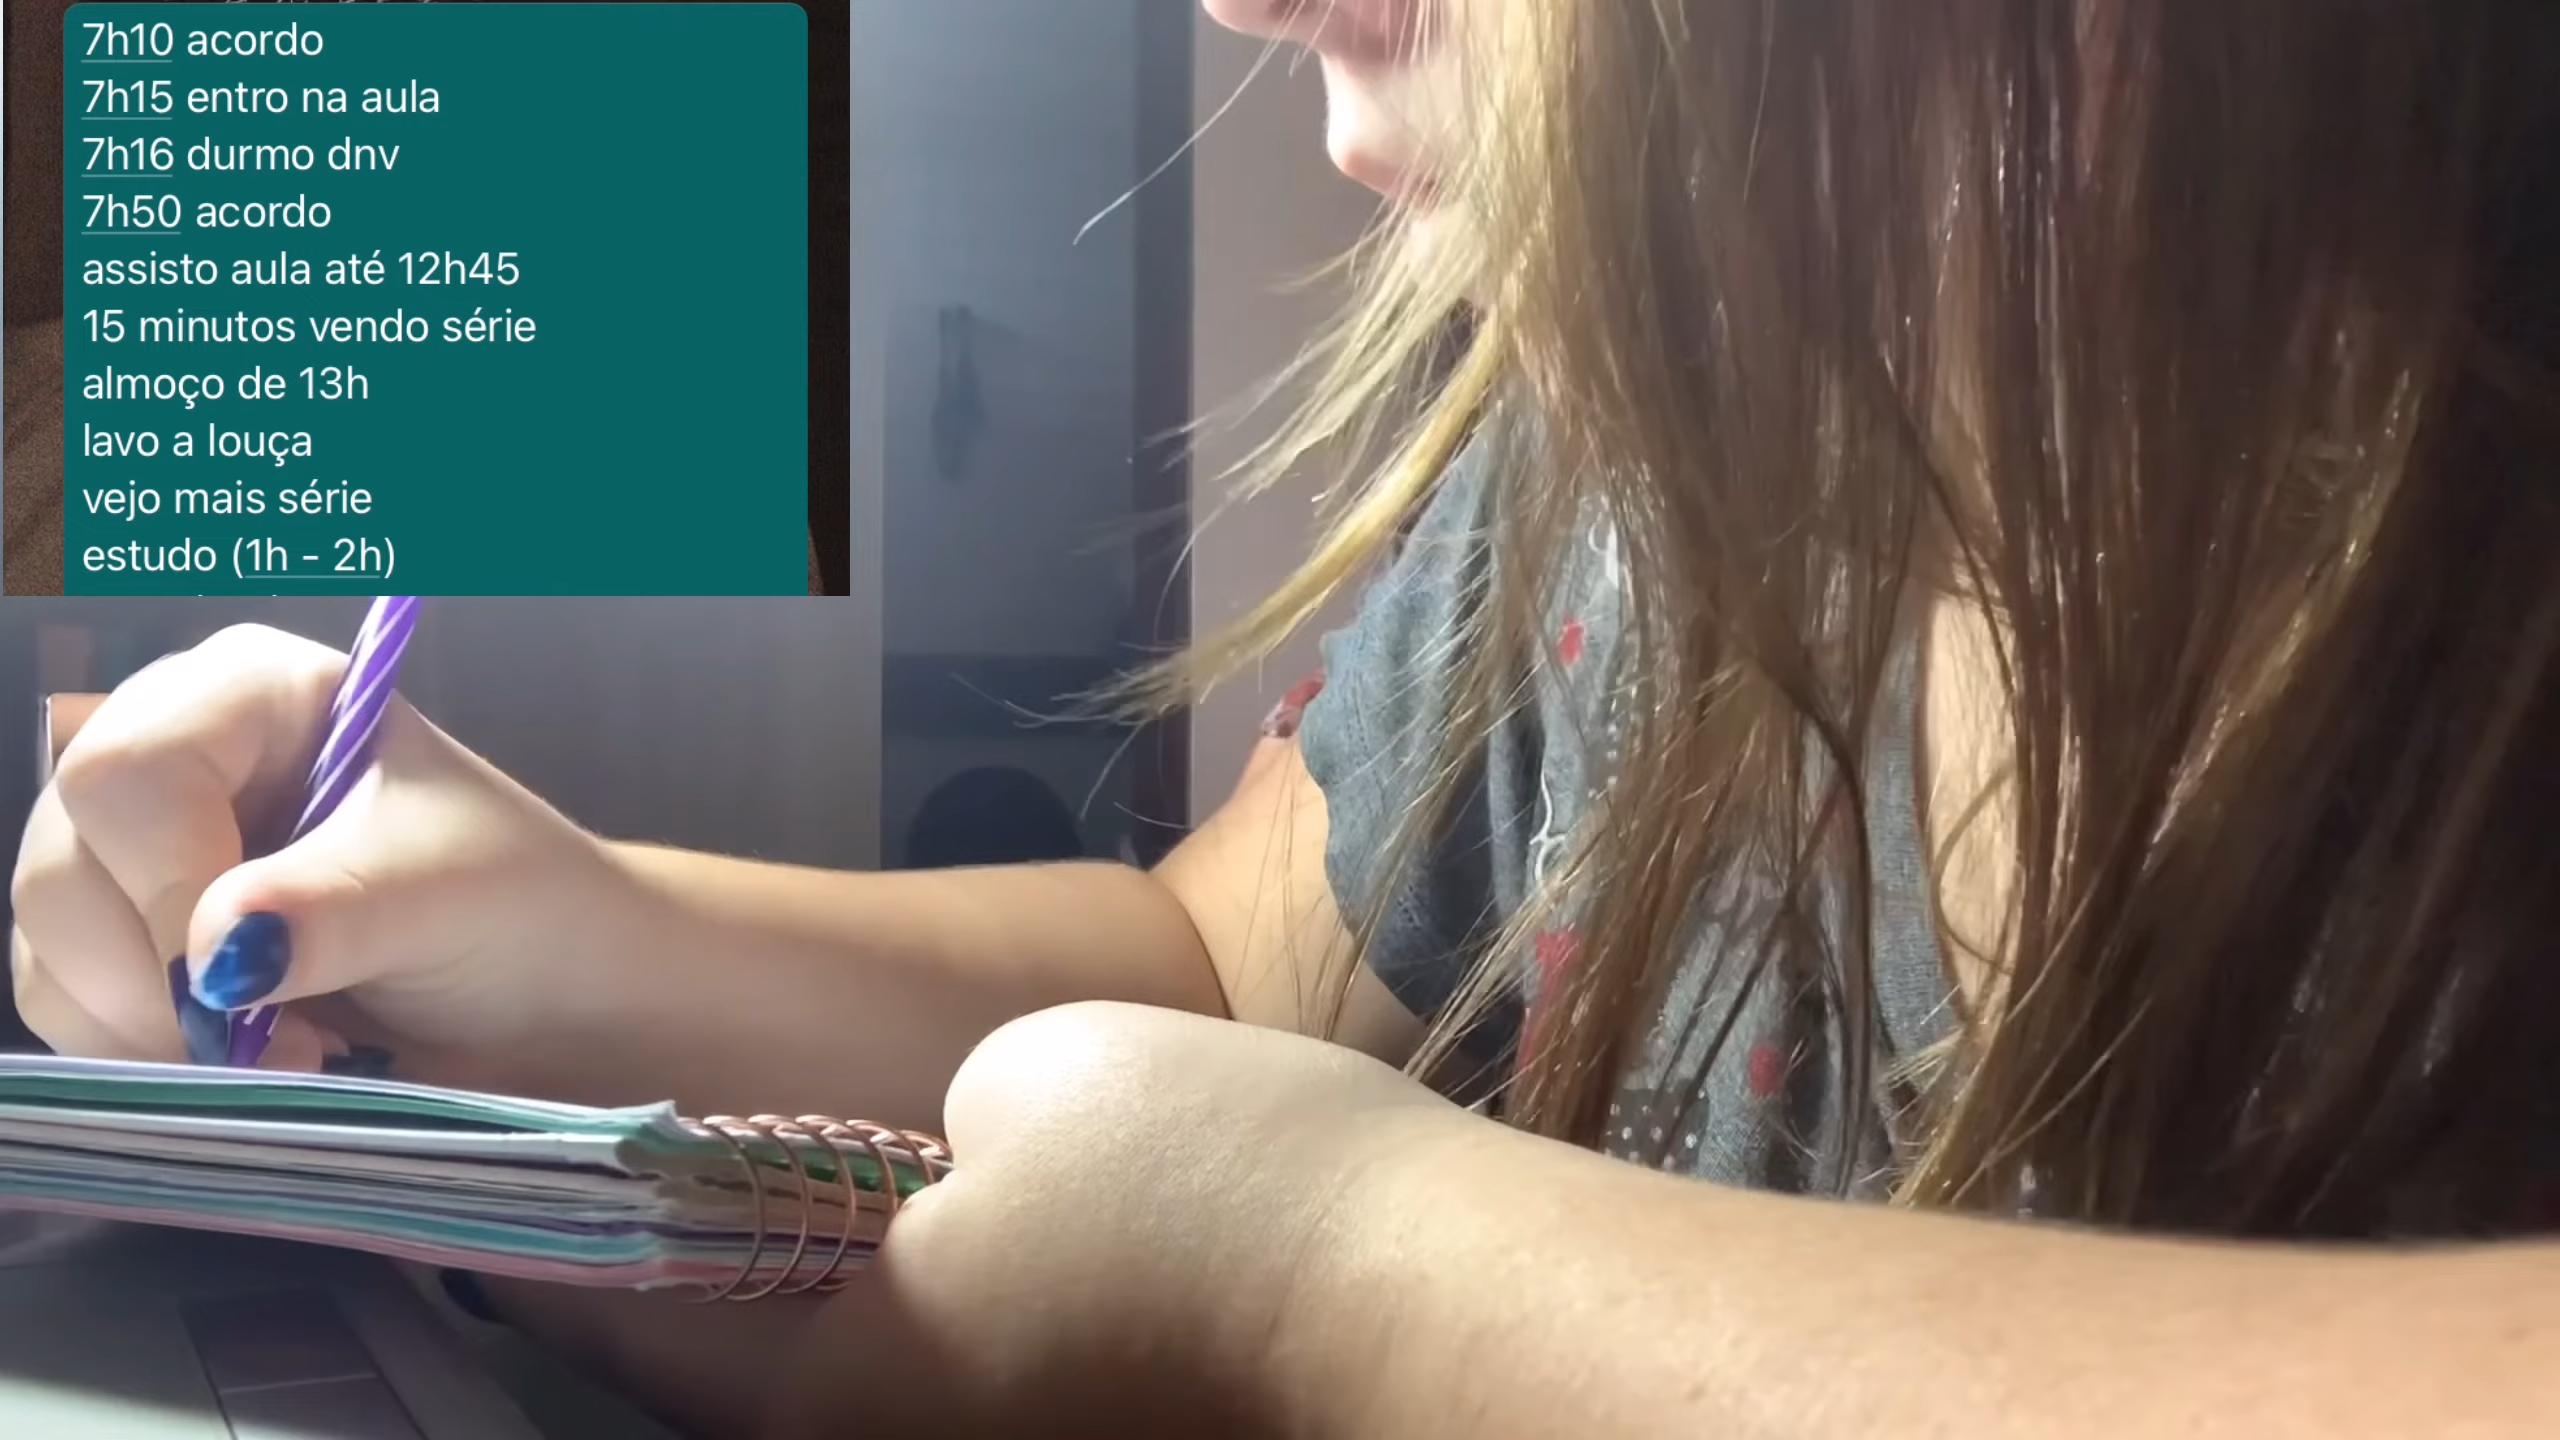 7h10 acordo
7h15 entro na aula
7h16 durmo dnv
7h50 acordo
assisto aula até 12h45
15 minutos vendo série
almoço de 13h
lavo a louça
vejo mais série
estudo (1h - 2h)